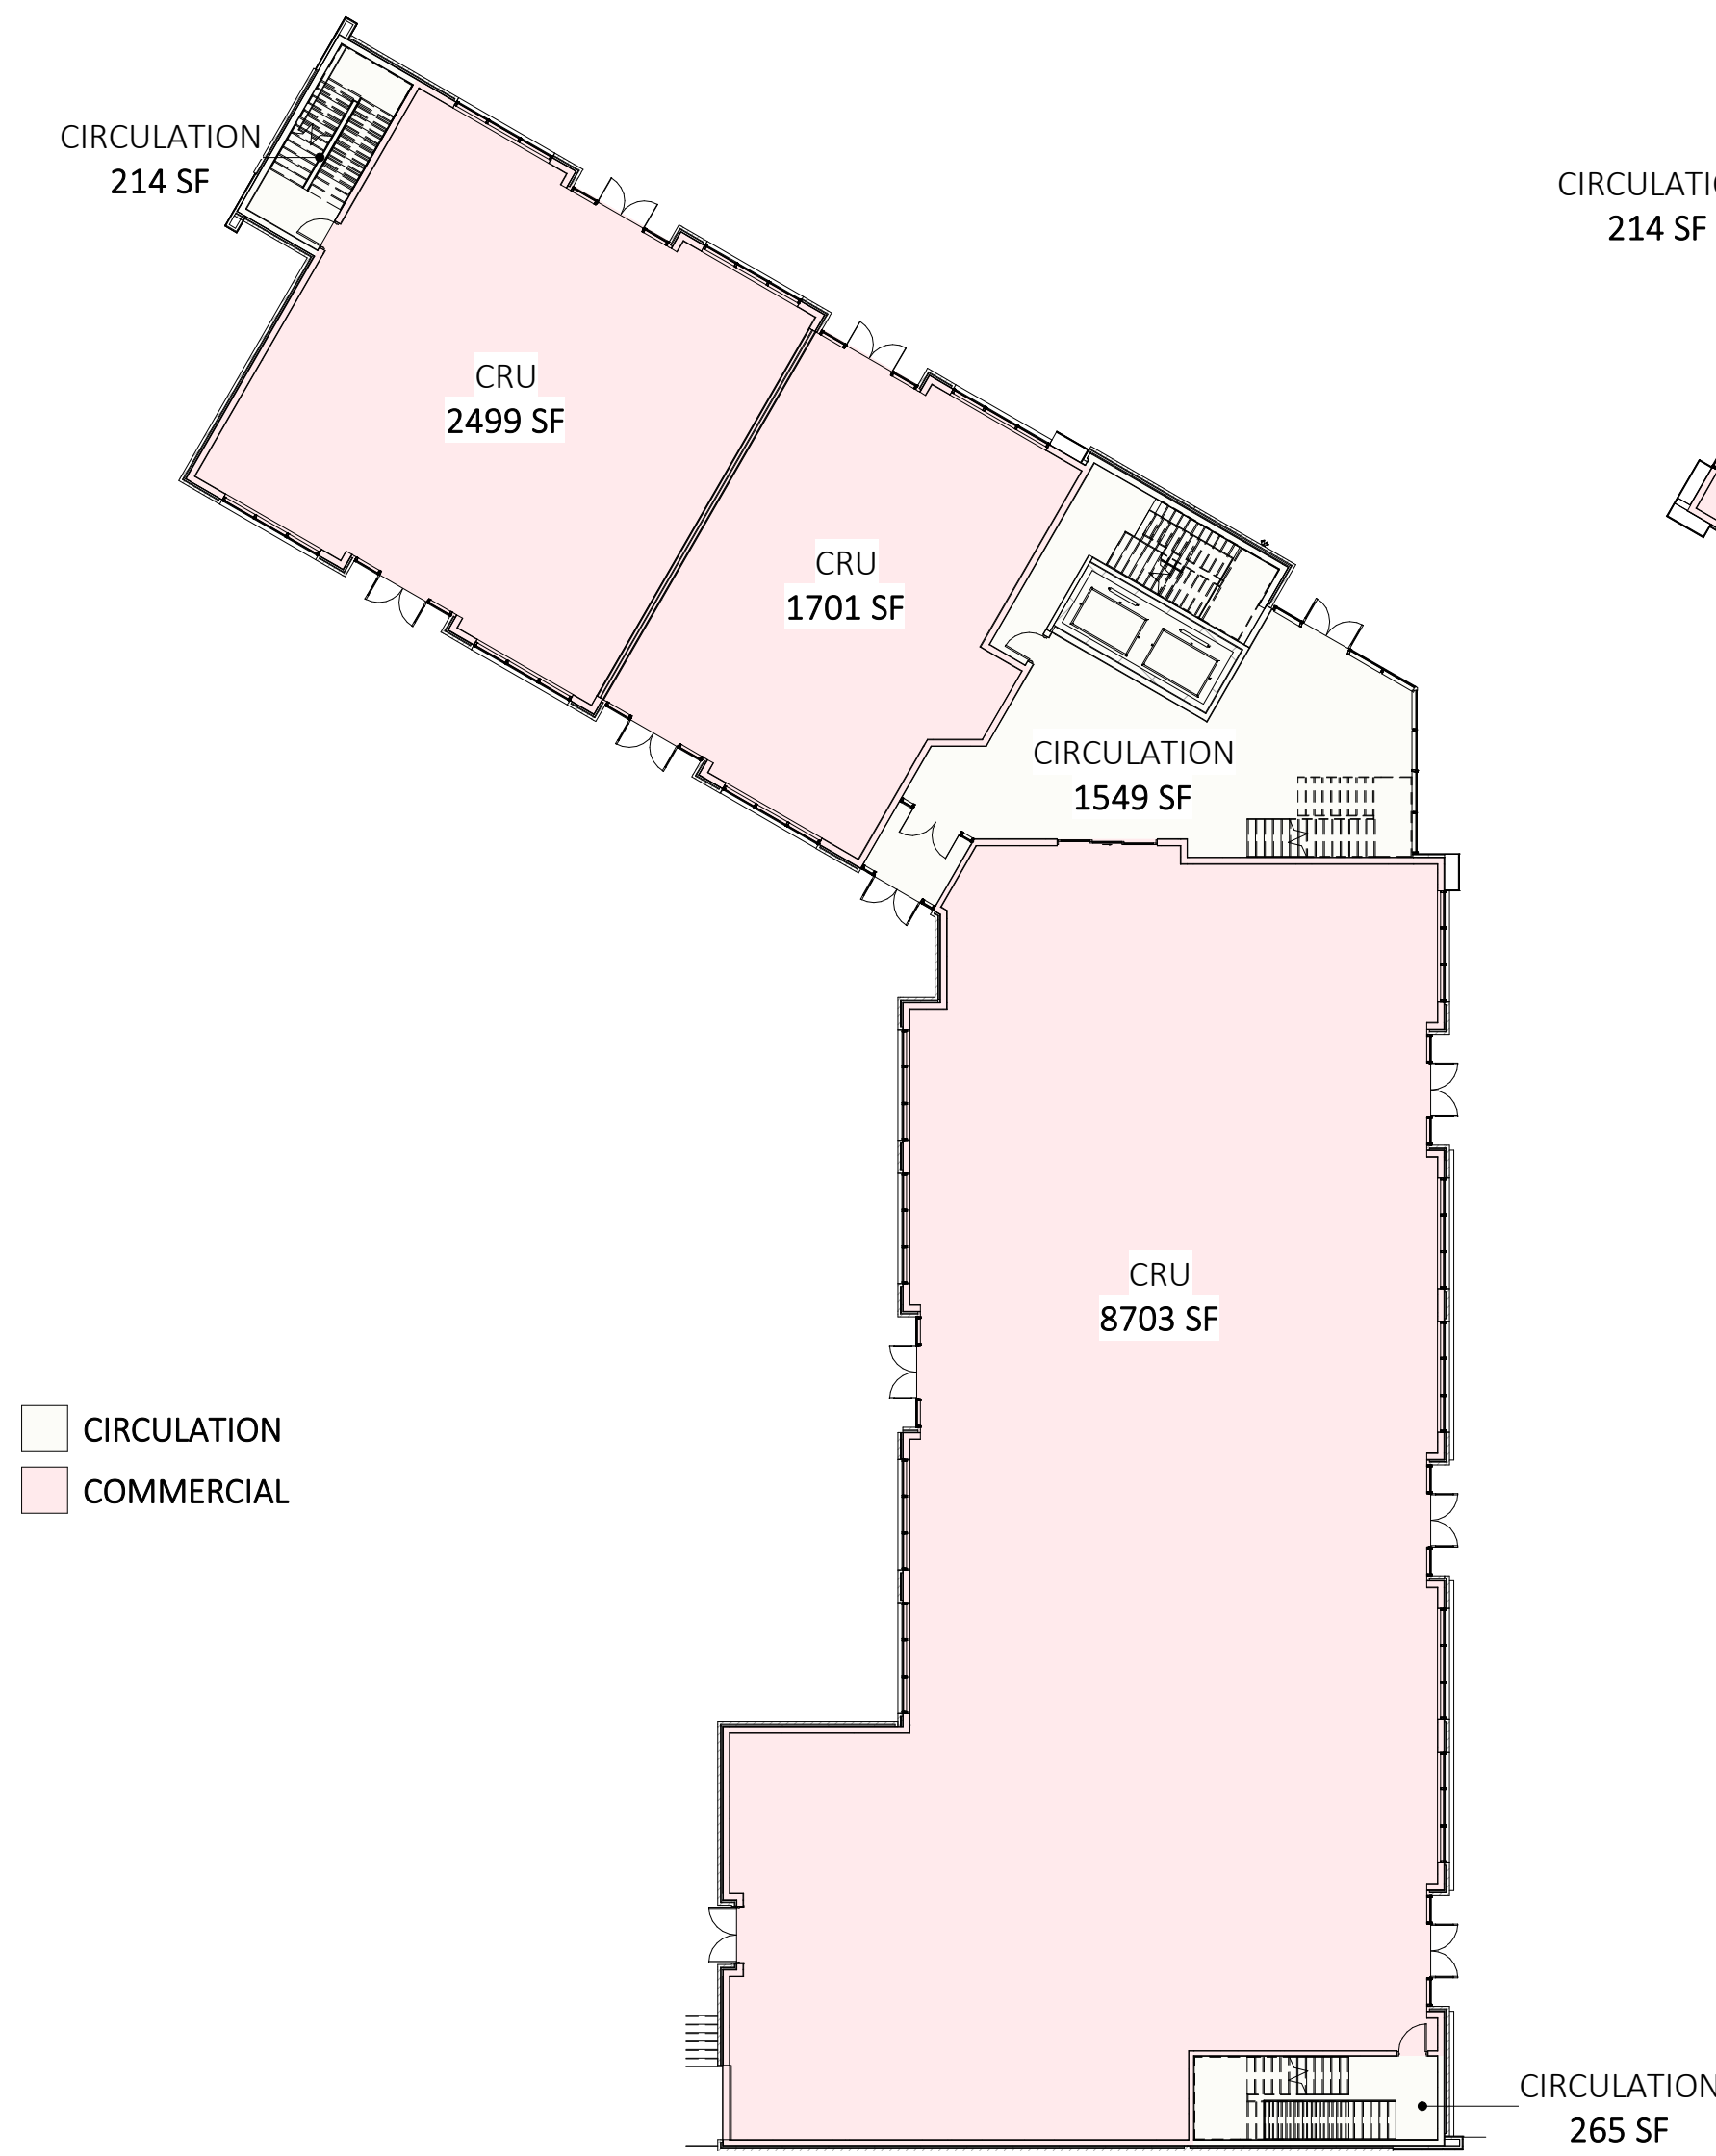 CIRCULATION
214 SF
CIRCULATIO
214 SF
CRU
2499 SF
CRU
1701 SF
CIRCULATION
1549 SF
CRU
8703 SF
CIRCULATION
COMMERCIAL
CIRCULATION
265 SF